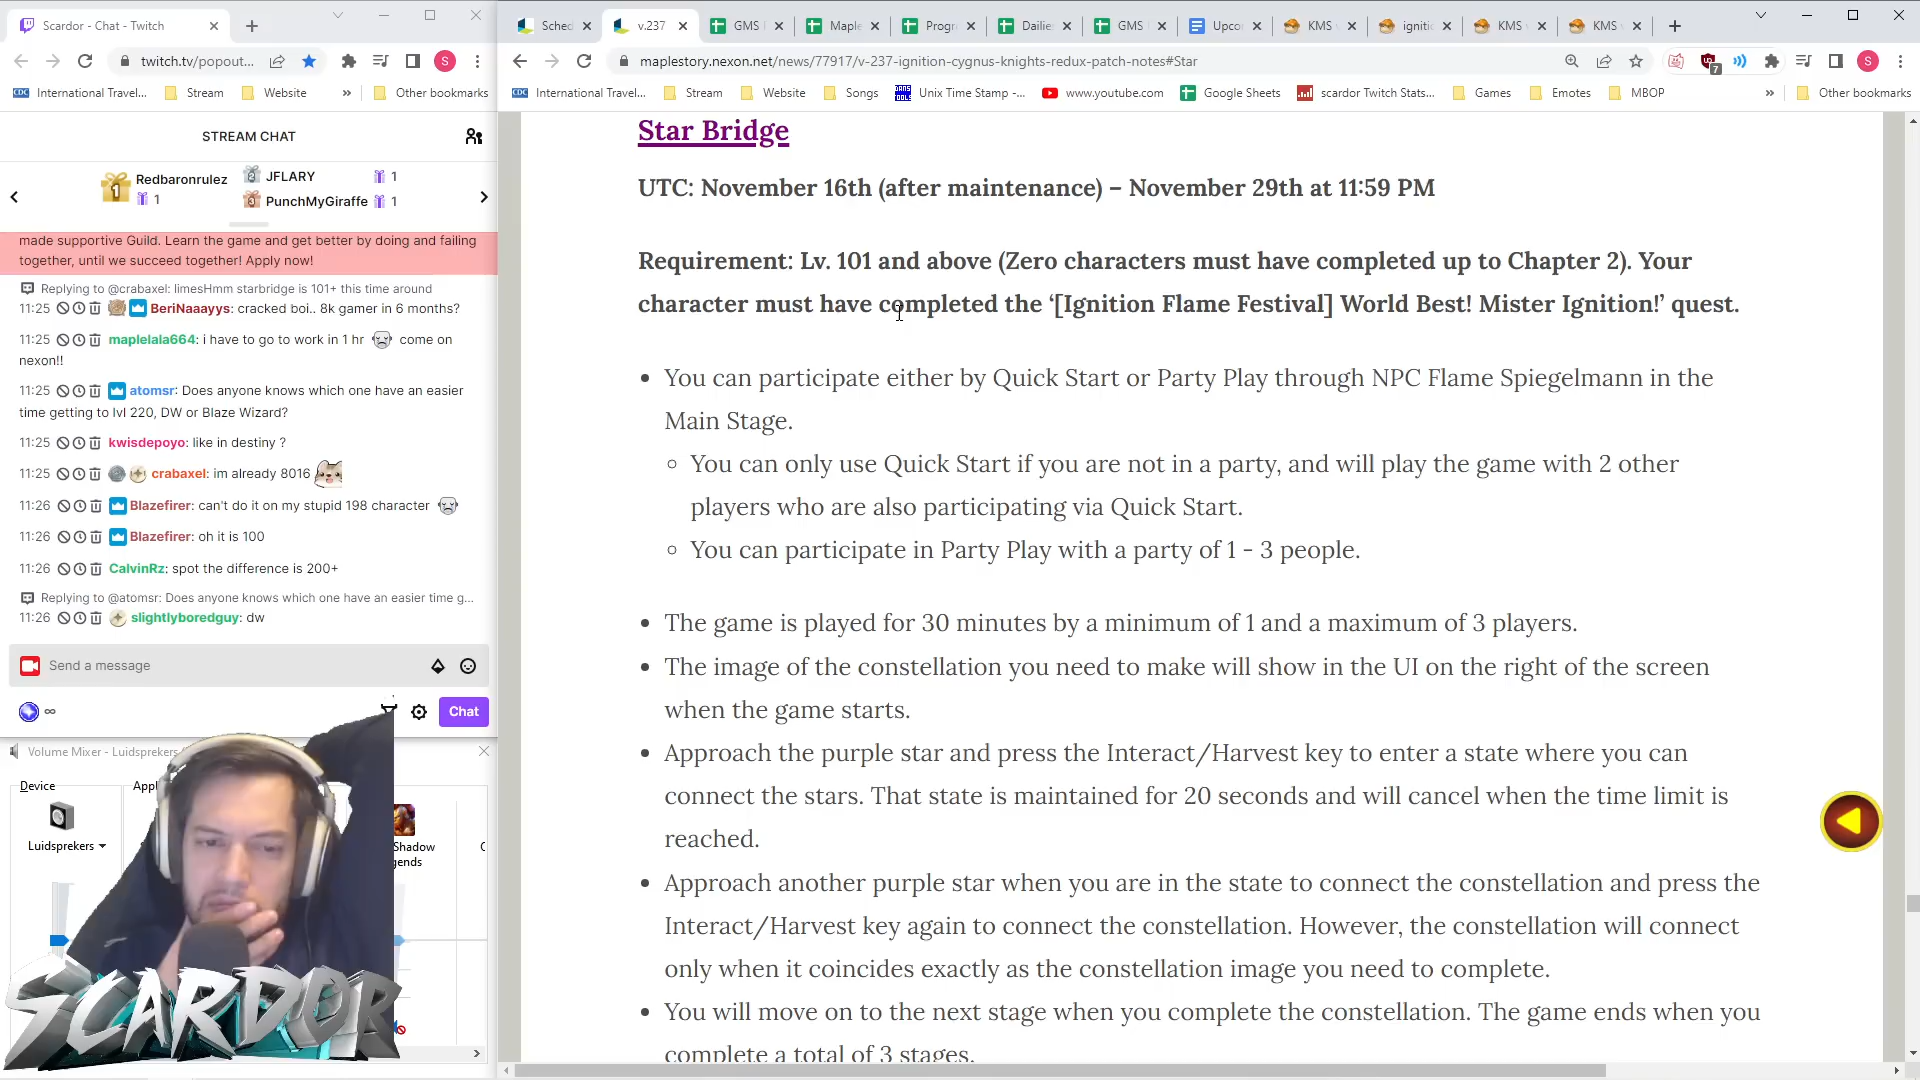 Scardor - Chat - Twitch
Sched
v.237
GMS
Maple
Progr
Dailie
GMS
Upco
KMS
igniti
KMS
KMS
twitch.tv/popout...
S
maplestory.nexon.net/news/77917/v-237-ignition-cygnus-knights-redux-patch-notes#Star
7
S
CDC International Travel...
Stream
Website
»
Other bookmarks
CDC International Travel...
Stream
Website
Songs
Unix Time Stamp -...
www.youtube.com
Google Sheets
scardor Twitch Stats...
Games
Emotes
MBOP
»
Other bookmarks
STREAM CHAT
1 Redbaronrulez 1
2 JFLARY 1
3 PunchMyGiraffe 1
made supportive Guild. Learn the game and get better by doing and failing
together, until we succeed together! Apply now!
Replying to @crabaxel: limesHmm starbridge is 101+ this time around
11:25 BeriNaaayys: cracked boi.. 8k gamer in 6 months?
11:25 maplelala664: i have to go to work in 1 hr come on
nexon!!
11:25 atomsr: Does anyone knows which one have an easier
time getting to lvl 220, DW or Blaze Wizard?
11:25 kwisdepoyo: like in destiny ?
11:25 crabaxel: im already 8016
11:26 Blazefirer: can't do it on my stupid 198 character
11:26 Blazefirer: oh it is 100
11:26 CalvinRz: spot the difference is 200+
Replying to @atomsr: Does anyone knows which one have an easier time g...
11:26 slightlyboredguy: dw
Send a message
∞
Chat
Volume Mixer - Luidsprekers
Device
Appl
Luidsprekers
Shadow
gends
SCARDOR
Star Bridge
UTC: November 16th (after maintenance) – November 29th at 11:59 PM
Requirement: Lv. 101 and above (Zero characters must have completed up to Chapter 2). Your
character must have completed the ‘[Ignition Flame Festival] World Best! Mister Ignition!’ quest.
• You can participate either by Quick Start or Party Play through NPC Flame Spiegelmann in the
Main Stage.
○ You can only use Quick Start if you are not in a party, and will play the game with 2 other
players who are also participating via Quick Start.
○ You can participate in Party Play with a party of 1 - 3 people.
• The game is played for 30 minutes by a minimum of 1 and a maximum of 3 players.
• The image of the constellation you need to make will show in the UI on the right of the screen
when the game starts.
• Approach the purple star and press the Interact/Harvest key to enter a state where you can
connect the stars. That state is maintained for 20 seconds and will cancel when the time limit is
reached.
• Approach another purple star when you are in the state to connect the constellation and press the
Interact/Harvest key again to connect the constellation. However, the constellation will connect
only when it coincides exactly as the constellation image you need to complete.
• You will move on to the next stage when you complete the constellation. The game ends when you
complete a total of 3 stages.